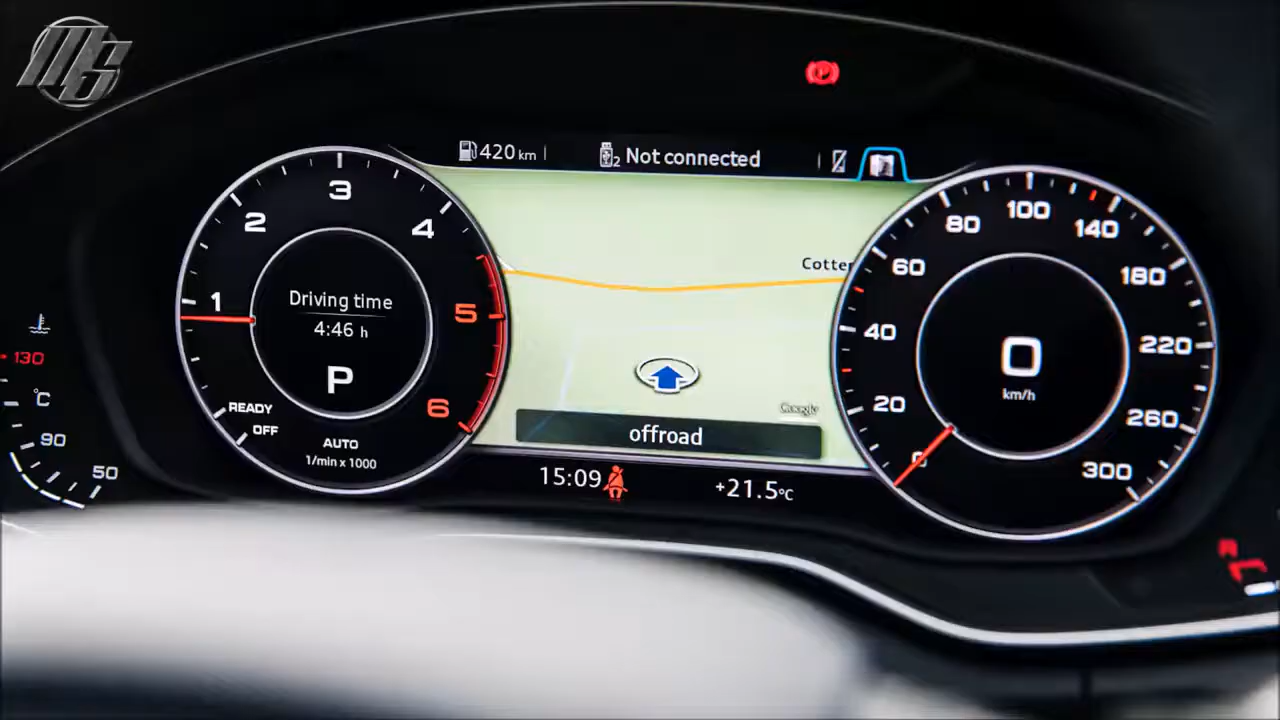 MG
420 km
2 Not connected
3
2
4
1
5
6
Driving time
4:46 h
P
READY
OFF
AUTO
1/min x 1000
Cotter
Google
offroad
15:09
+21.5°C
100
80
140
60
180
40
220
20
260
0
300
0
km/h
130
°C
90
50